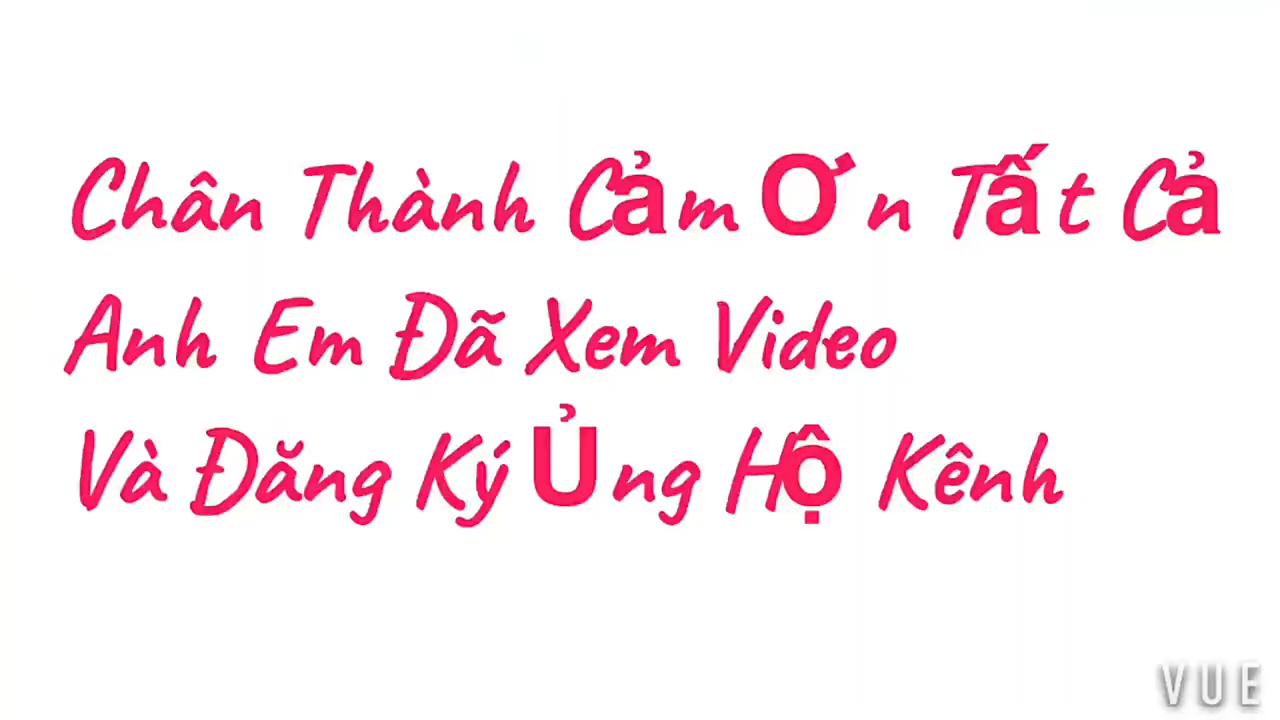 Chân Thành Cảm Ơn Tất Cả
Anh Em Đã Xem Video
Và Đăng Ký Ủng Hộ Kênh
VUE